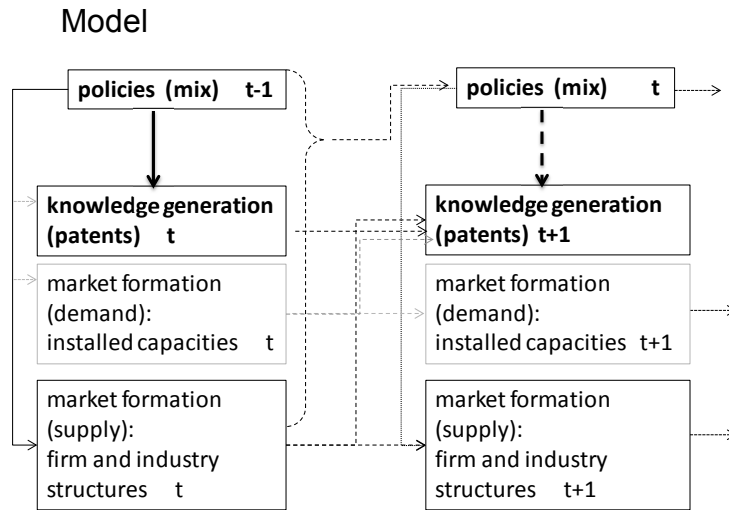 Model
policies (mix) t-1
knowledge generation
(patents) t
market formation
(demand):
installed capacities t
market formation
(supply):
firm and industry
structures t
policies (mix) t
knowledge generation
(patents) t+1
market formation
(demand):
installed capacities t+1
market formation
(supply):
firm and industry
structures t+1